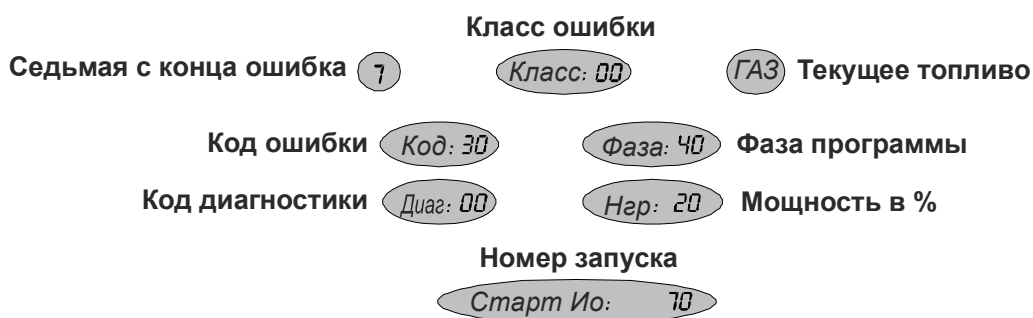 Класс ошибки
Седьмая с конца ошибка 7 Класс: 00 ГАЗ Текущее топливо
Код ошибки Код: 30 Фаза: 40 Фаза программы
Код диагностики Диаг: 00 Нгр: 20 Мощность в %
Номер запуска
Старт Ио: 70